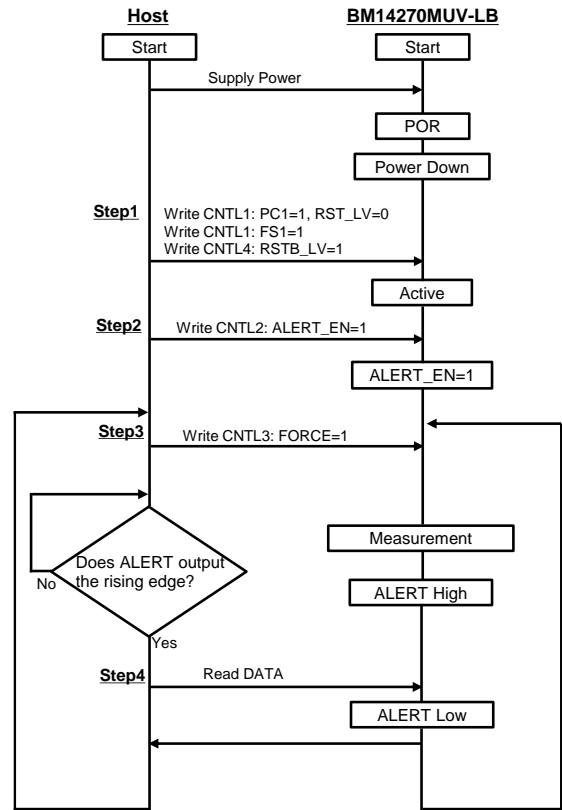 Host
BM14270MUV-LB
Start
Start
Supply Power
POR
Power Down
Step1
Write CNTL1: PC1=1, RST_LV=0
Write CNTL1: FS1=1
Write CNTL4: RSTB_LV=1
Active
Step2
Write CNTL2: ALERT_EN=1
ALERT_EN=1
Step3
Write CNTL3: FORCE=1
Measurement
Does ALERT output
the rising edge?
No
ALERT High
Yes
Step4
Read DATA
ALERT Low